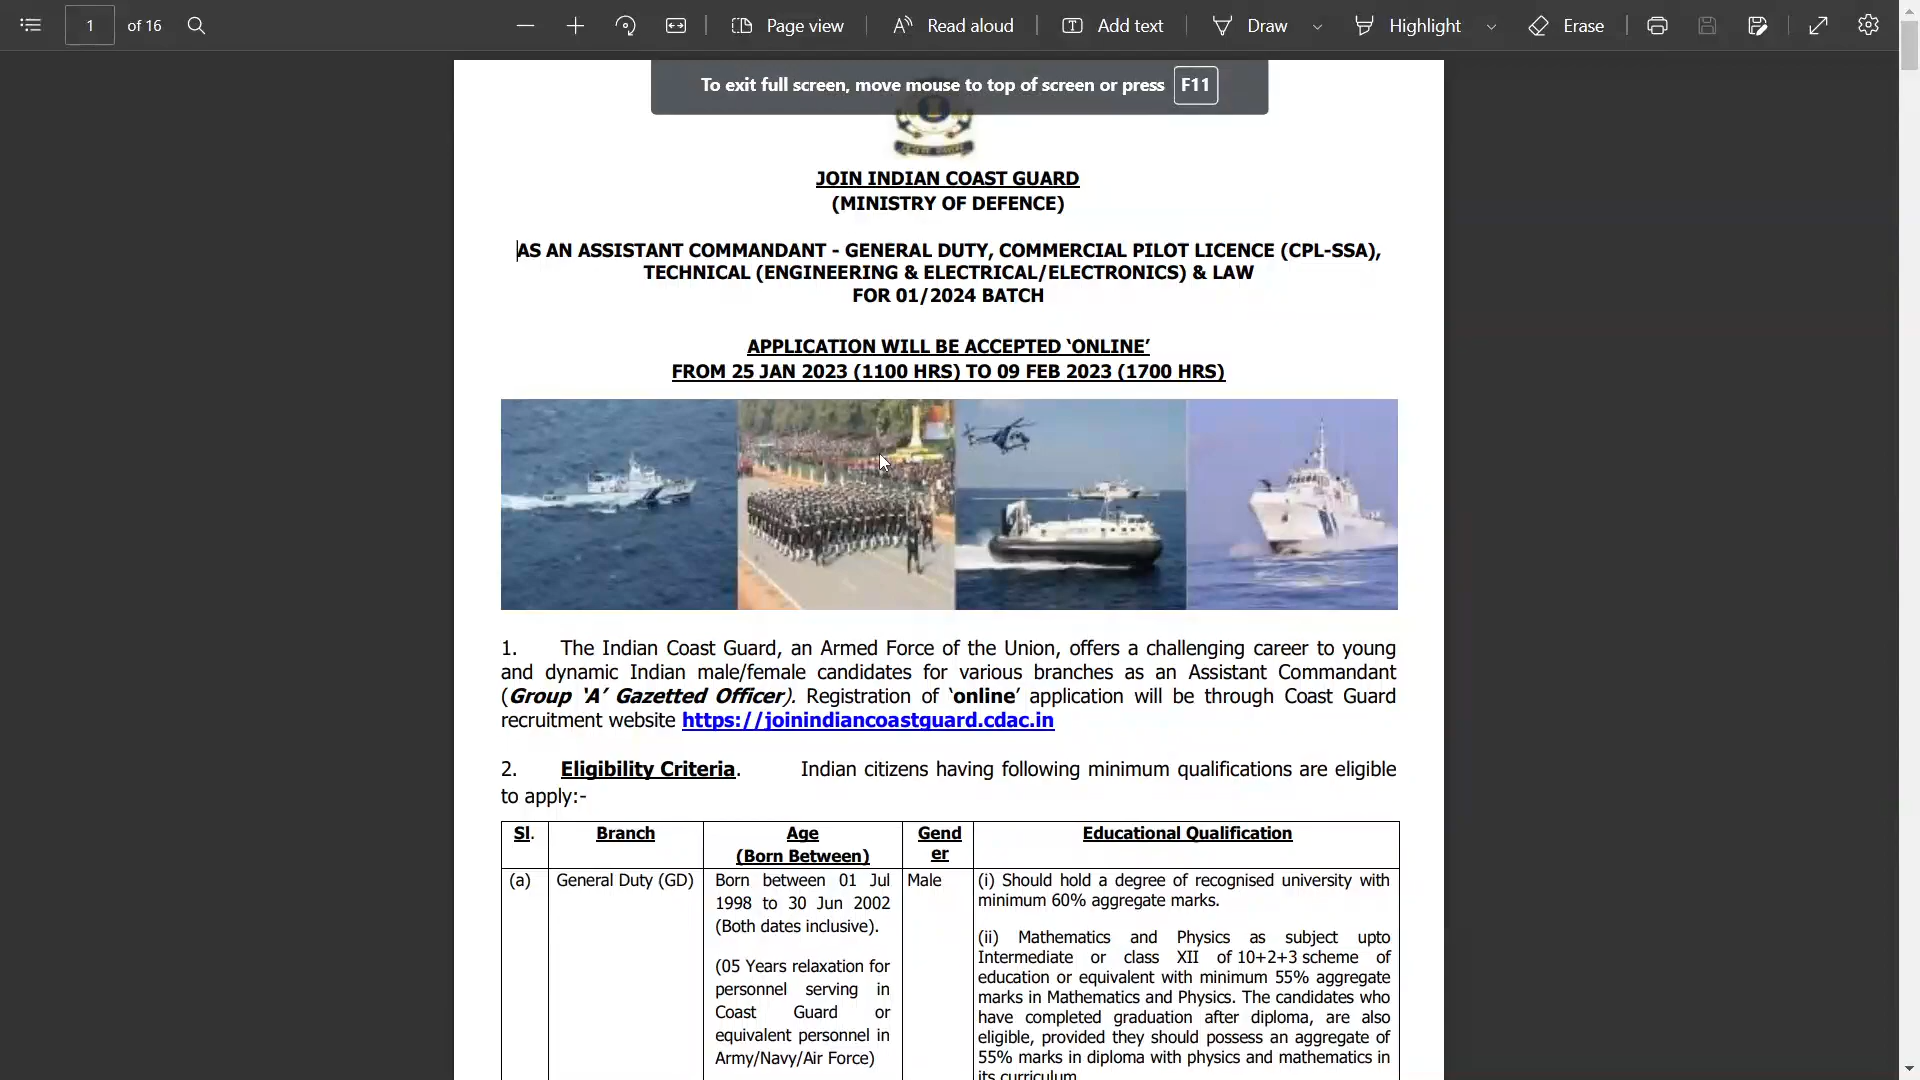 1 of 16 Page view Read aloud Add text Draw Highlight Erase
To exit full screen, move mouse to top of screen or press F11
JOIN INDIAN COAST GUARD
(MINISTRY OF DEFENCE)
AS AN ASSISTANT COMMANDANT - GENERAL DUTY, COMMERCIAL PILOT LICENCE (CPL-SSA),
TECHNICAL (ENGINEERING & ELECTRICAL/ELECTRONICS) & LAW
FOR 01/2024 BATCH
APPLICATION WILL BE ACCEPTED ‘ONLINE’
FROM 25 JAN 2023 (1100 HRS) TO 09 FEB 2023 (1700 HRS)
1. The Indian Coast Guard, an Armed Force of the Union, offers a challenging career to young
and dynamic Indian male/female candidates for various branches as an Assistant Commandant
(Group ‘A’ Gazetted Officer). Registration of ‘online’ application will be through Coast Guard
recruitment website https://joinindiancoastguard.cdac.in
2. Eligibility Criteria. Indian citizens having following minimum qualifications are eligible
to apply:-
Sl. Branch Age Gend Educational Qualification
(Born Between) er
(a) General Duty (GD) Born between 01 Jul Male (i) Should hold a degree of recognised university with
1998 to 30 Jun 2002 minimum 60% aggregate marks.
(Both dates inclusive).
(ii) Mathematics and Physics as subject upto
Intermediate or class XII of 10+2+3 scheme of
(05 Years relaxation for education or equivalent with minimum 55% aggregate
personnel serving in marks in Mathematics and Physics. The candidates who
Coast Guard or have completed graduation after diploma, are also
equivalent personnel in eligible, provided they should possess an aggregate of
Army/Navy/Air Force) 55% marks in diploma with physics and mathematics in
its curriculum